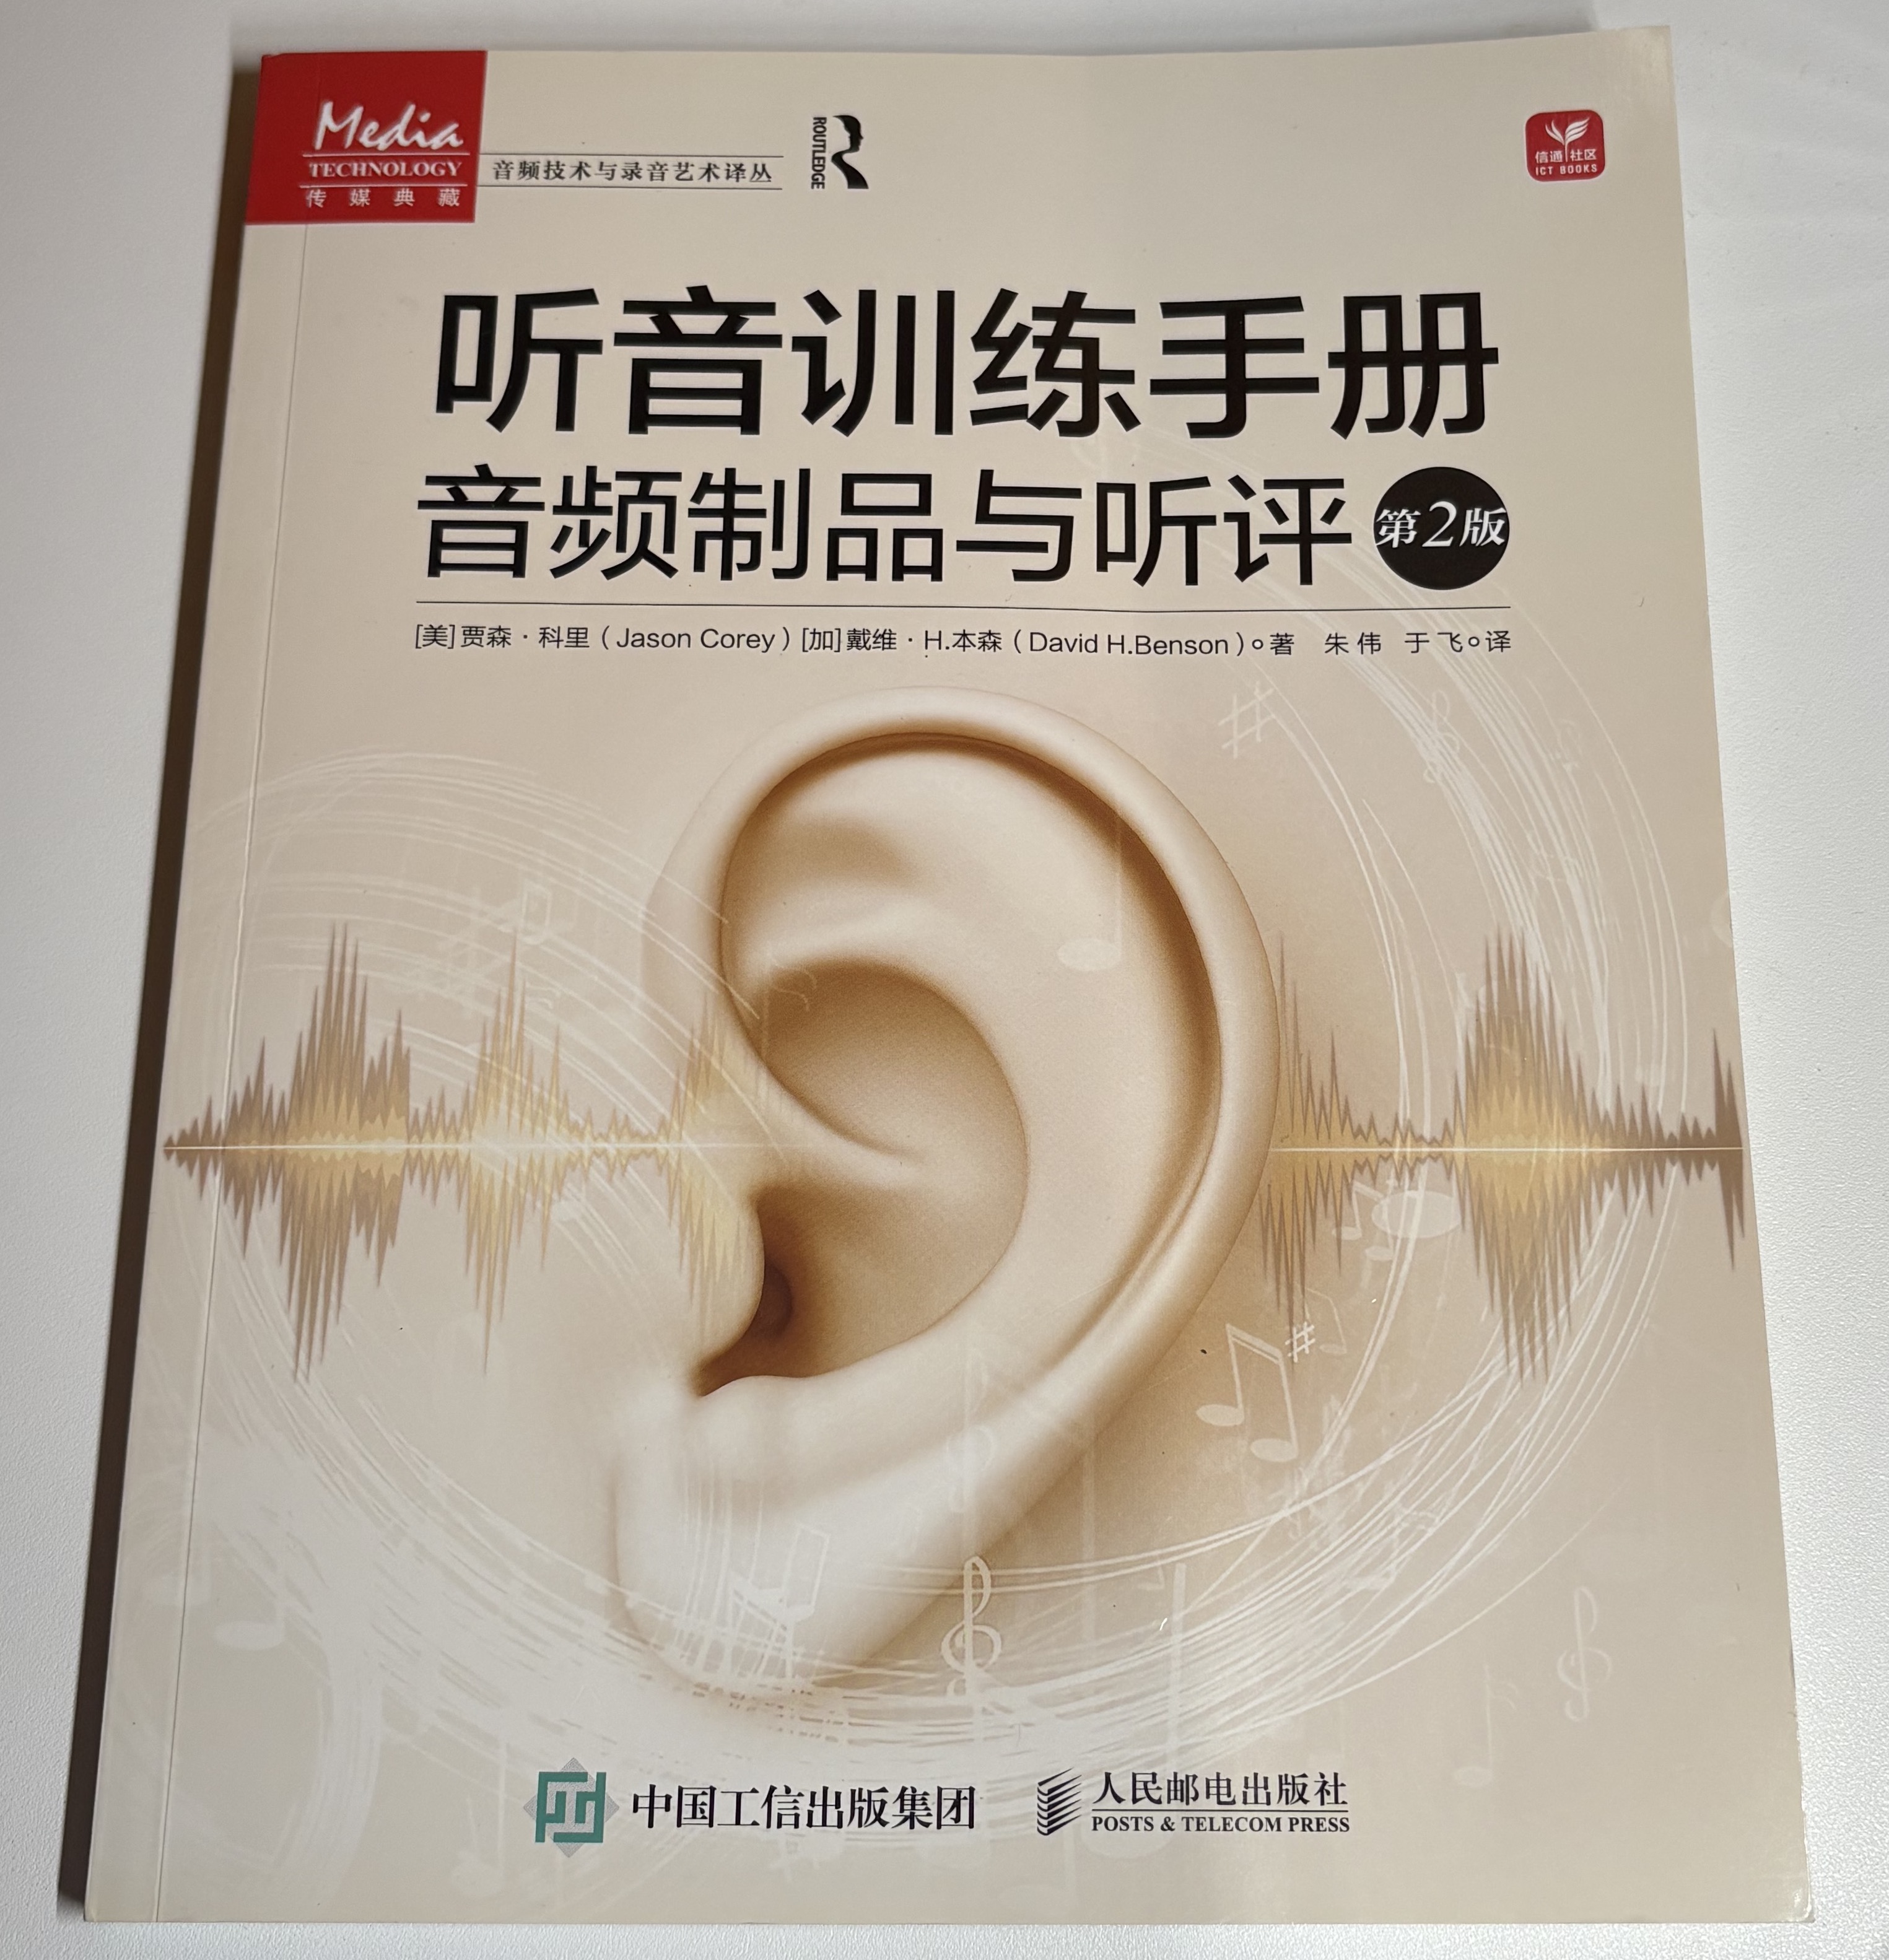 Media
TECHNOLOGY
传媒典藏
音频技术与录音艺术译丛
ROUTLEDGE
信通社区
ICT BOOKS
听音训练手册
音频制品与听评 第2版
[美]贾森·科里（Jason Corey）[加]戴维·H.本森（David H.Benson）○著 朱伟 于飞○译
中国工信出版集团
人民邮电出版社
POSTS & TELECOM PRESS